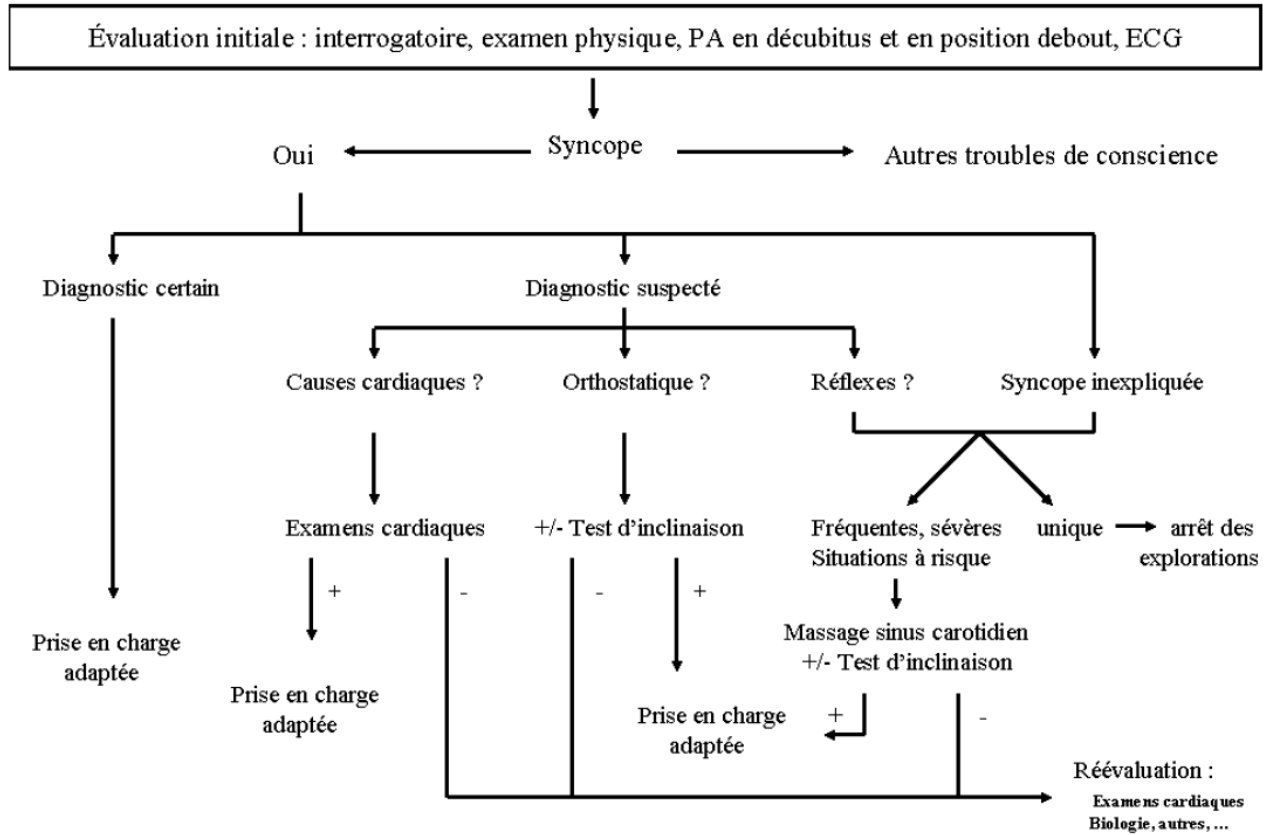 Évaluation initiale : interrogatoire, examen physique, PA en décubitus et en position debout, ECG
Oui
Syncope
Autres troubles de conscience
Diagnostic certain
Diagnostic suspecté
Causes cardiaques ?
Orthostatique ?
Réflexes ?
Syncope inexpliquée
Examens cardiaques
+/- Test d'inclinaison
Fréquentes, sévères
Situations à risque
unique
arrêt des
explorations
+
-
-
+
Massage sinus carotidien
+/- Test d'inclinaison
Prise en charge
adaptée
Prise en charge
adaptée
Prise en charge
adaptée
+
-
Réévaluation :
Examens cardiaques
Biologie, autres, ...